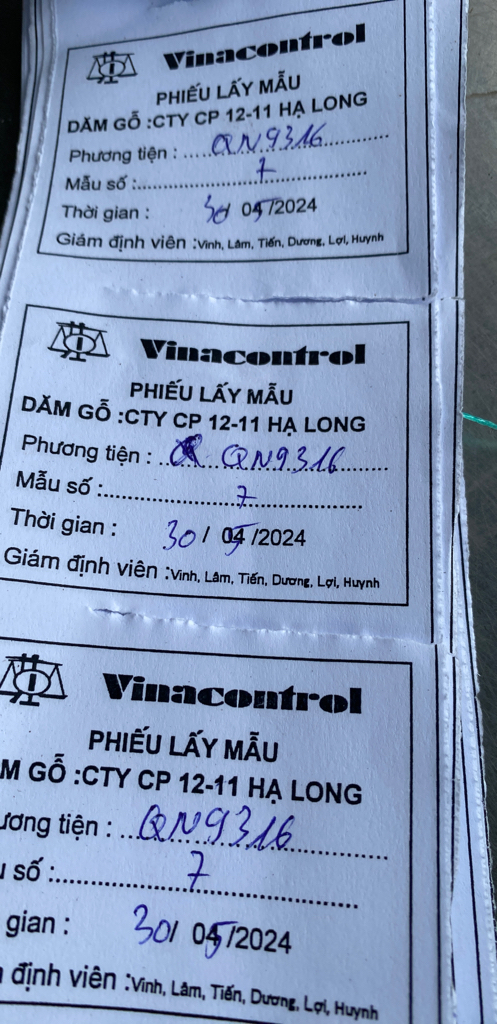 Vinacontrol
PHIẾU LẤY MẪU
DĂM GỖ :CTY CP 12-11 HẠ LONG
Phương tiện : ....QN9316..............
Mẫu số :.................7................
Thời gian : 30/ 05/2024
Giám định viên :Vinh, Lâm, Tiến, Dương, Lợi, Huynh
Vinacontrol
PHIẾU LẤY MẪU
DĂM GỖ :CTY CP 12-11 HẠ LONG
Phương tiện : ... QN9316..........
Mẫu số :....................7..................
Thời gian : 30/ 05/2024
Giám định viên :Vinh, Lâm, Tiến, Dương, Lợi, Huynh
Vinacontrol
PHIẾU LẤY MẪU
M GỖ :CTY CP 12-11 HẠ LONG
ương tiện : ..QN9316..............
số :....................7....................
gian : 30/ 05/2024
định viên :Vinh, Lâm, Tiến, Dương, Lợi, Huynh